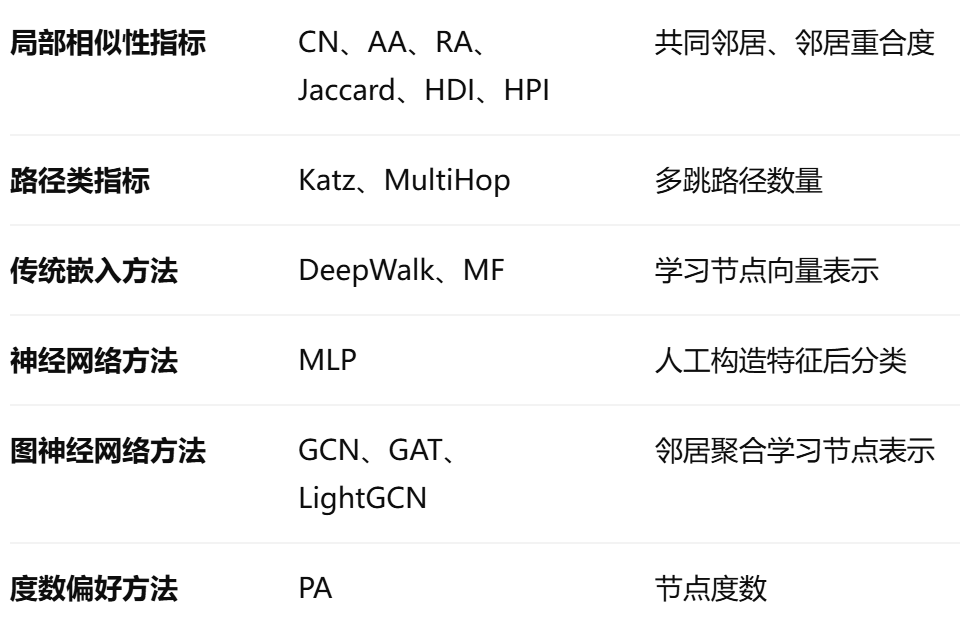 局部相似性指标 CN、AA、RA、 共同邻居、邻居重合度
Jaccard、HDI、HPI
路径类指标 Katz、MultiHop 多跳路径数量
传统嵌入方法 DeepWalk、MF 学习节点向量表示
神经网络方法 MLP 人工构造特征后分类
图神经网络方法 GCN、GAT、 邻居聚合学习节点表示
LightGCN
度数偏好方法 PA 节点度数